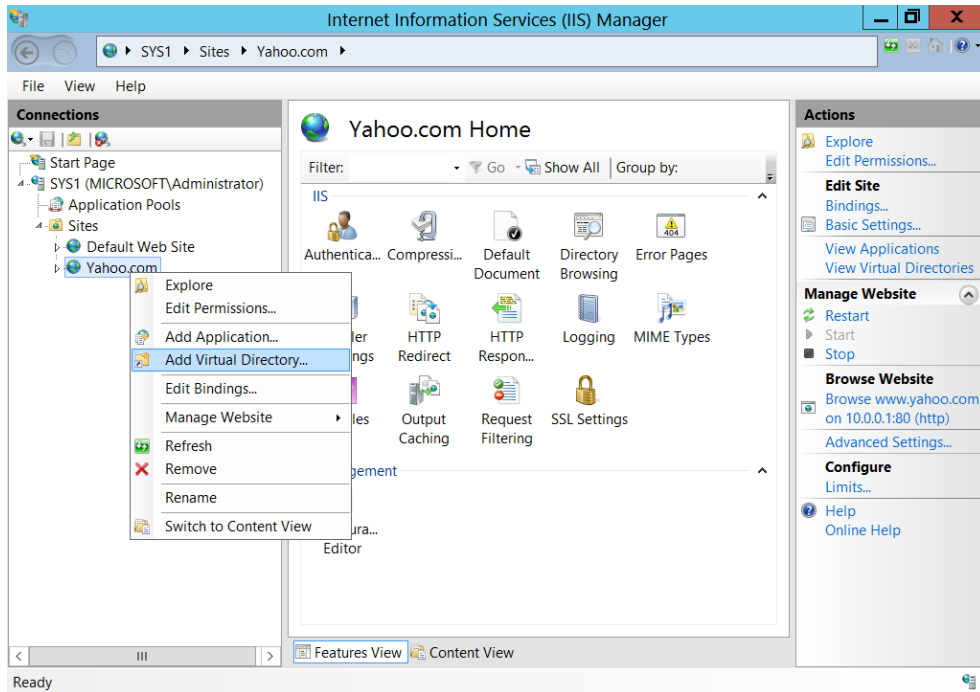 Internet Information Services (IIS) Manager
SYS1 Sites Yahoo.com
File View Help
Connections
Start Page
SYS1 (MICROSOFT\Administrator)
Application Pools
Sites
Default Web Site
Yahoo.com
Explore
Edit Permissions...
Add Application...
Add Virtual Directory...
Edit Bindings...
Manage Website
Refresh
Remove
Rename
Switch to Content View
Yahoo.com Home
Filter: Go Show All Group by:
IIS
Authentica... Compressi... Default Document Directory Browsing Error Pages
ler
ngs
HTTP Redirect HTTP Respon... Logging MIME Types
les
Output Caching Request Filtering SSL Settings
gement
ura...
Editor
Features View Content View
Actions
Explore
Edit Permissions...
Edit Site
Bindings...
Basic Settings...
View Applications
View Virtual Directories
Manage Website
Restart
Start
Stop
Browse Website
Browse www.yahoo.com
on 10.0.0.1:80 (http)
Advanced Settings...
Configure
Limits...
Help
Online Help
Ready